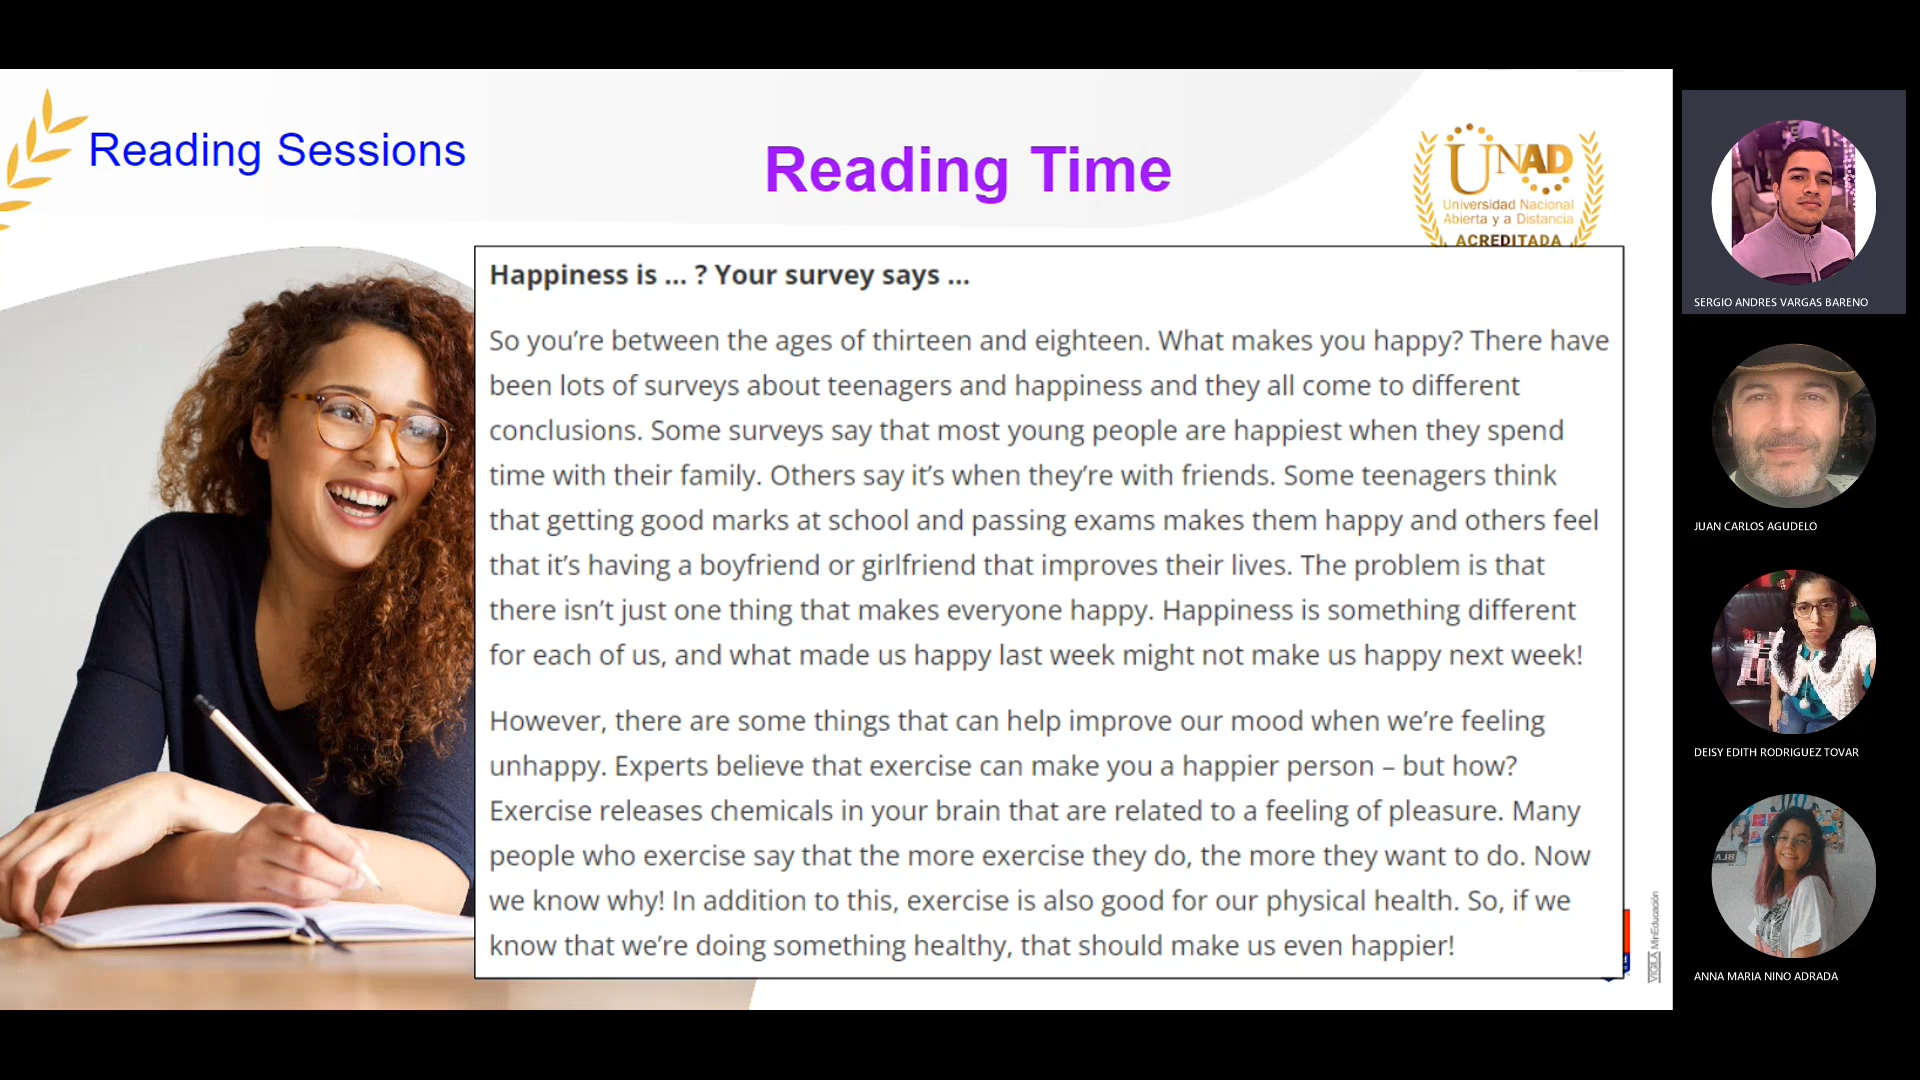 Reading Sessions
Reading Time
UNAD
Universidad Nacional
Abierta y a Distancia
ACREDITADA
Happiness is ... ? Your survey says ...
So you’re between the ages of thirteen and eighteen. What makes you happy? There have
been lots of surveys about teenagers and happiness and they all come to different
conclusions. Some surveys say that most young people are happiest when they spend
time with their family. Others say it’s when they’re with friends. Some teenagers think
that getting good marks at school and passing exams makes them happy and others feel
that it’s having a boyfriend or girlfriend that improves their lives. The problem is that
there isn’t just one thing that makes everyone happy. Happiness is something different
for each of us, and what made us happy last week might not make us happy next week!
However, there are some things that can help improve our mood when we’re feeling
unhappy. Experts believe that exercise can make you a happier person – but how?
Exercise releases chemicals in your brain that are related to a feeling of pleasure. Many
people who exercise say that the more exercise they do, the more they want to do. Now
we know why! In addition to this, exercise is also good for our physical health. So, if we
know that we’re doing something healthy, that should make us even happier!
VIGILA MinEducación
SERGIO ANDRES VARGAS BARENO
JUAN CARLOS AGUDELO
DEISY EDITH RODRIGUEZ TOVAR
ANNA MARIA NINO ADRADA